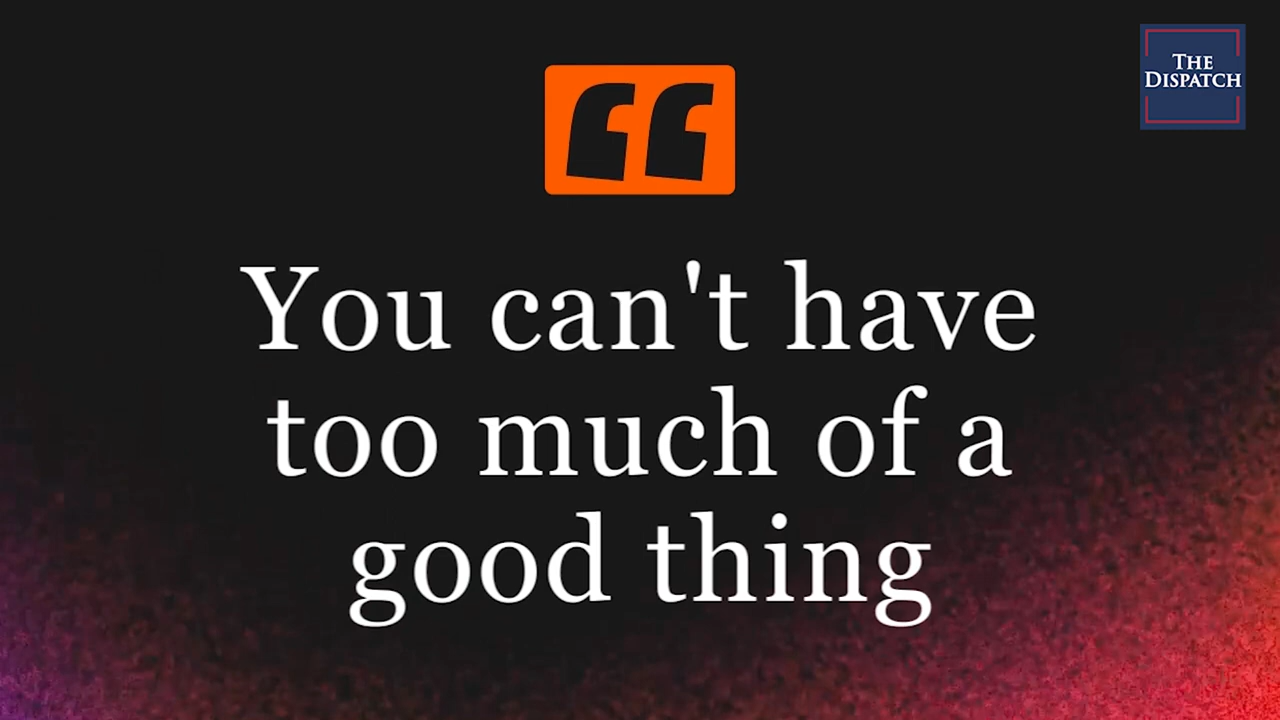 THE
DISPATCH
“
You can't have
too much of a
good thing